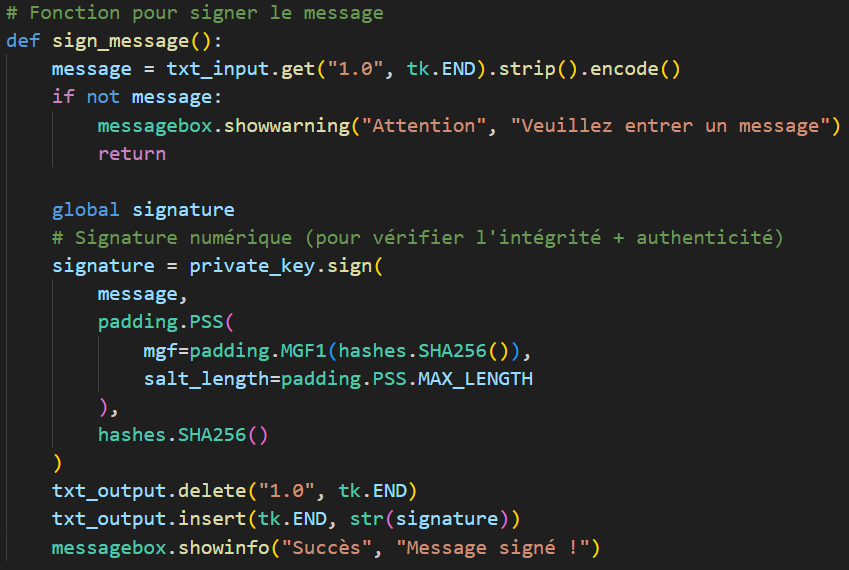 # Fonction pour signer le message
def sign_message():
    message = txt_input.get("1.0", tk.END).strip().encode()
    if not message:
        messagebox.showwarning("Attention", "Veuillez entrer un message")
        return

    global signature
    # Signature numérique (pour vérifier l'intégrité + authenticité)
    signature = private_key.sign(
        message,
        padding.PSS(
            mgf=padding.MGF1(hashes.SHA256()),
            salt_length=padding.PSS.MAX_LENGTH
        ),
        hashes.SHA256()
    )
    txt_output.delete("1.0", tk.END)
    txt_output.insert(tk.END, str(signature))
    messagebox.showinfo("Succès", "Message signé !")